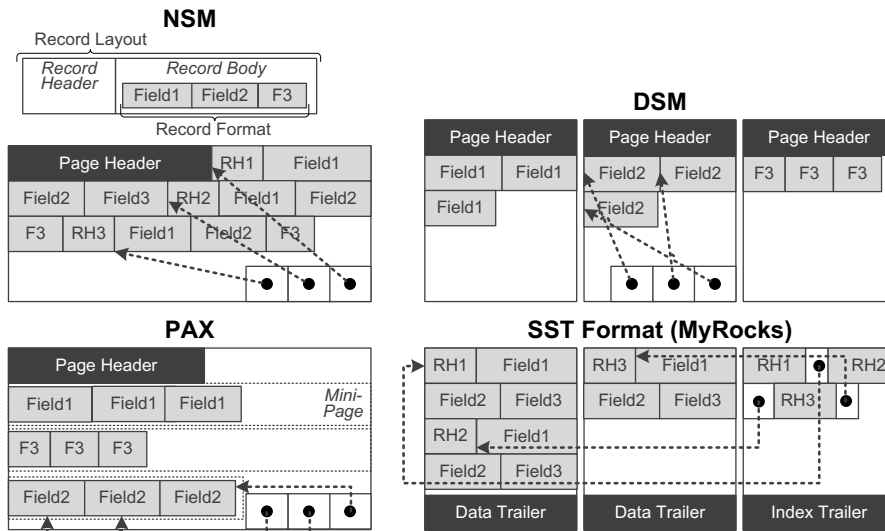 NSM
Record Layout
Record Header
Record Body
Field1 Field2 F3
Record Format
Page Header RH1 Field1
Field2 Field3 RH2 Field1 Field2
F3 RH3 Field1 Field2 F3
DSM
Page Header Page Header Page Header
Field1 Field1 Field2 Field2 F3 F3 F3
Field1 Field2
PAX
Page Header
Field1 Field1 Field1 Mini-
Page
F3 F3 F3
Field2 Field2 Field2
SST Format (MyRocks)
RH1 Field1 RH3 Field1 RH1 RH2
Field2 Field3 Field2 Field3 RH3
RH2 Field1
Field2 Field3
Data Trailer Data Trailer Index Trailer